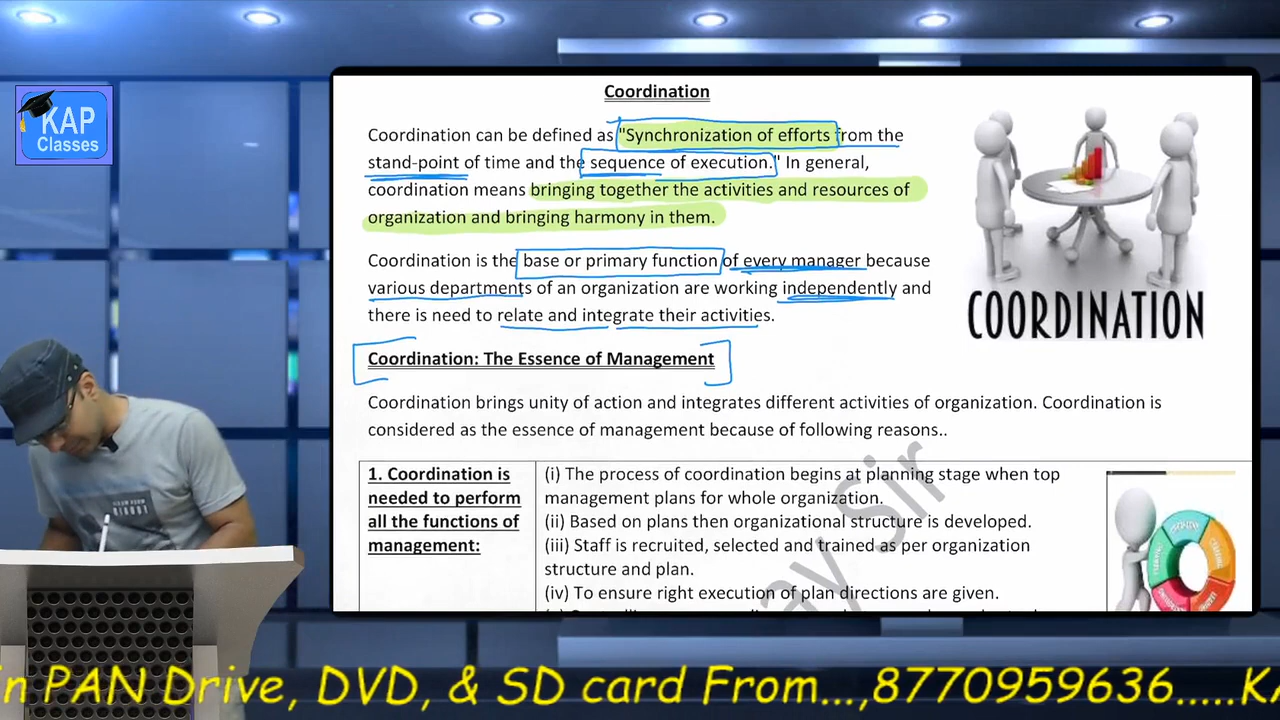 KAP
Classes
Coordination
Coordination can be defined as "Synchronization of efforts from the
stand-point of time and the sequence of execution." In general,
coordination means bringing together the activities and resources of
organization and bringing harmony in them.
Coordination is the base or primary function of every manager because
various departments of an organization are working independently and
there is need to relate and integrate their activities.
COORDINATION
Coordination: The Essence of Management
Coordination brings unity of action and integrates different activities of organization. Coordination is
considered as the essence of management because of following reasons..
1. Coordination is
needed to perform
all the functions of
management:
(i) The process of coordination begins at planning stage when top
management plans for whole organization.
(ii) Based on plans then organizational structure is developed.
(iii) Staff is recruited, selected and trained as per organization
structure and plan.
(iv) To ensure right execution of plan directions are given.
ay Sir
n PAN Drive, DVD, & SD card From...,8770959636.....KA